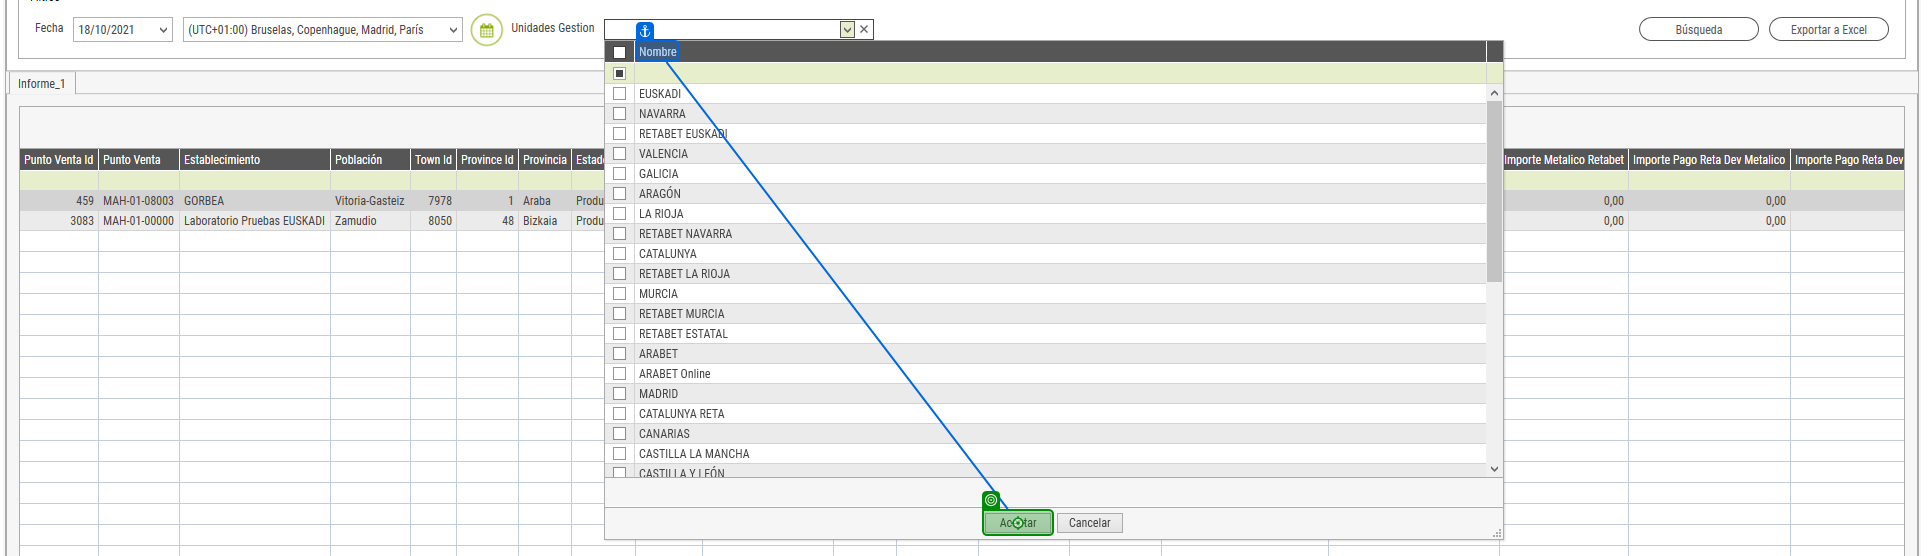 Fecha 18/10/2021 (UTC+01:00) Bruselas, Copenhague, Madrid, París Unidades Gestion Búsqueda Exportar a Excel
Nombre
Informe_1
EUSKADI
NAVARRA
RETABET EUSKADI
VALENCIA
GALICIA
ARAGÓN
LA RIOJA
RETABET NAVARRA
CATALUNYA
RETABET LA RIOJA
MURCIA
RETABET MURCIA
RETABET ESTATAL
ARABET
ARABET Online
MADRID
CATALUNYA RETA
CANARIAS
CASTILLA LA MANCHA
CASTILLA Y LEÓN
Aceptar Cancelar
Punto Venta Id Punto Venta Establecimiento Población Town Id Province Id Provincia Estado Importe Metalico Retabet Importe Pago Reta Dev Metalico Importe Pago Reta Dev
459 MAH-01-08003 GORBEA Vitoria-Gasteiz 7978 1 Araba Produ 0,00 0,00
3083 MAH-01-00000 Laboratorio Pruebas EUSKADI Zamudio 8050 48 Bizkaia Produ 0,00 0,00